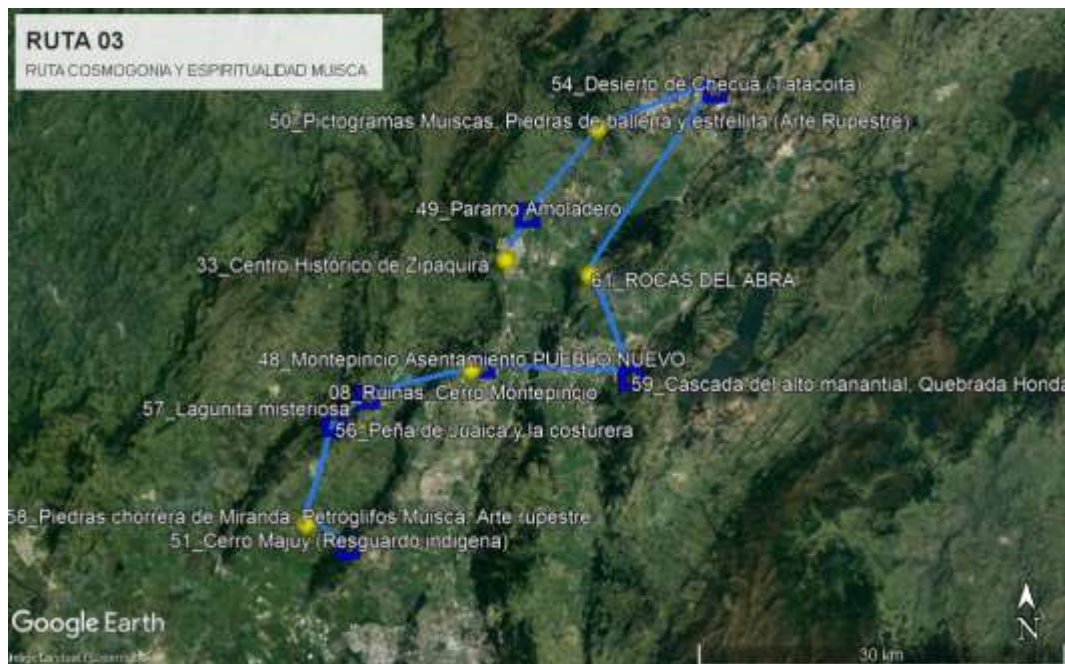 RUTA 03
RUTA COSMOGONIA Y ESPIRITUALIDAD MUISCA
54_Desierto de Checua (Tatacoita)
50_Pictogramas Muiscas. Piedras de ballena y estrellita (Arte Rupestre)
49_Paramo Amoladero
33_Centro Histórico de Zipaquirá
61_ROCAS DEL ABRA
48_Montepincio Asentamiento PUEBLO NUEVO
59_Cascada del alto manantial, Quebrada Honda
08_Ruinas. Cerro Montepincio
57_Lagunita misteriosa
56_Peña de Juaica y la costurera
58_Piedras chorrera de Miranda. Petroglifos Muisca. Arte rupestre
51_Cerro Majuy (Resguardo indígena)
Google Earth
N
30 km